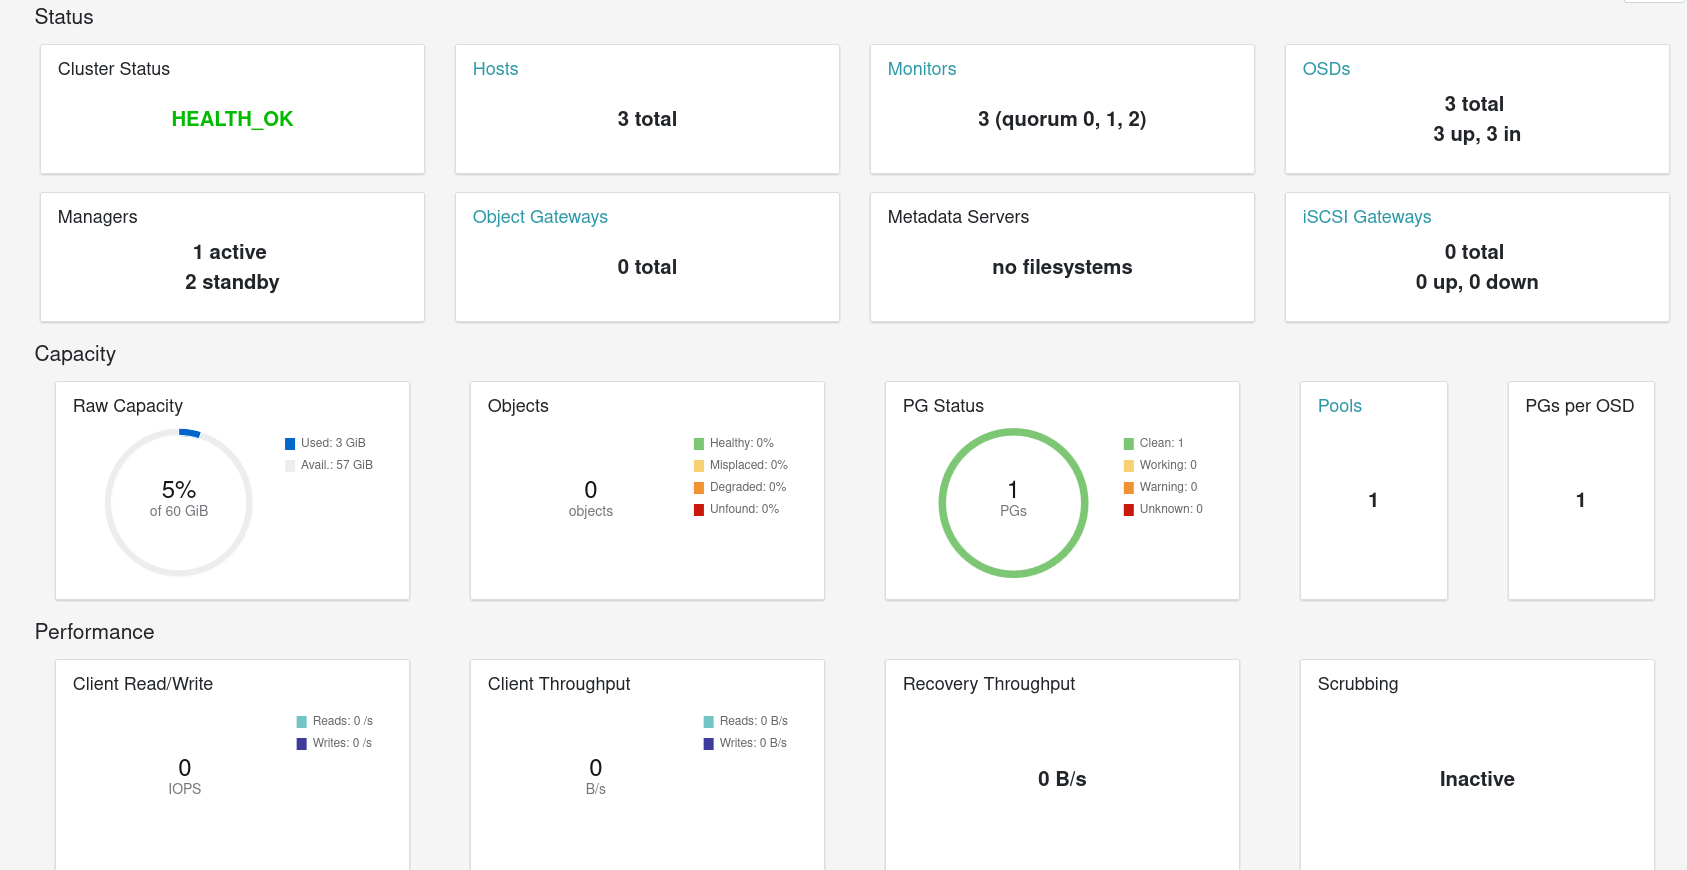 Status
Cluster Status
HEALTH_OK
Hosts
3 total
Monitors
3 (quorum 0, 1, 2)
OSDs
3 total
3 up, 3 in
Managers
1 active
2 standby
Object Gateways
0 total
Metadata Servers
no filesystems
iSCSI Gateways
0 total
0 up, 0 down
Capacity
Raw Capacity
5%
of 60 GiB
Used: 3 GiB
Avail.: 57 GiB
Objects
0
objects
Healthy: 0%
Misplaced: 0%
Degraded: 0%
Unfound: 0%
PG Status
1
PGs
Clean: 1
Working: 0
Warning: 0
Unknown: 0
Pools
1
PGs per OSD
1
Performance
Client Read/Write
0
IOPS
Reads: 0 /s
Writes: 0 /s
Client Throughput
0
B/s
Reads: 0 B/s
Writes: 0 B/s
Recovery Throughput
0 B/s
Scrubbing
Inactive